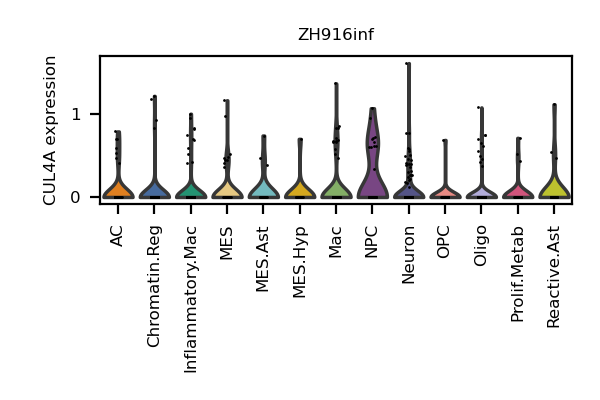 ZH916inf
CUL4A expression
1
0
AC
Chromatin.Reg
Inflammatory.Mac
MES
MES.Ast
MES.Hyp
Mac
NPC
Neuron
OPC
Oligo
Prolif.Metab
Reactive.Ast